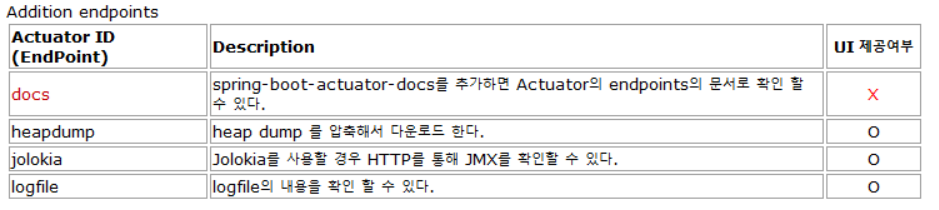 Addition endpoints
Actuator ID
(EndPoint)
Description
UI 제공여부
docs
spring-boot-actuator-docs를 추가하면 Actuator의 endpoints의 문서로 확인 할
수 있다.
X
heapdump
heap dump 를 압축해서 다운로드 한다.
O
jolokia
Jolokia를 사용할 경우 HTTP를 통해 JMX를 확인할 수 있다.
O
logfile
logfile의 내용을 확인 할 수 있다.
O